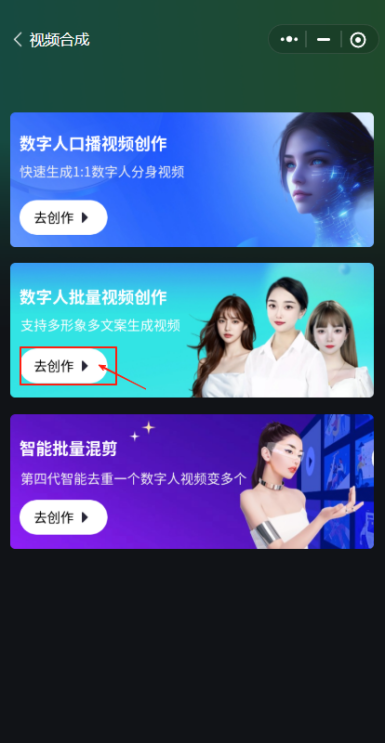 视频合成
数字人口播视频创作
快速生成1:1数字人分身视频
去创作
数字人批量视频创作
支持多形象多文案生成视频
去创作
智能批量混剪
第四代智能去重一个数字人视频变多个
去创作